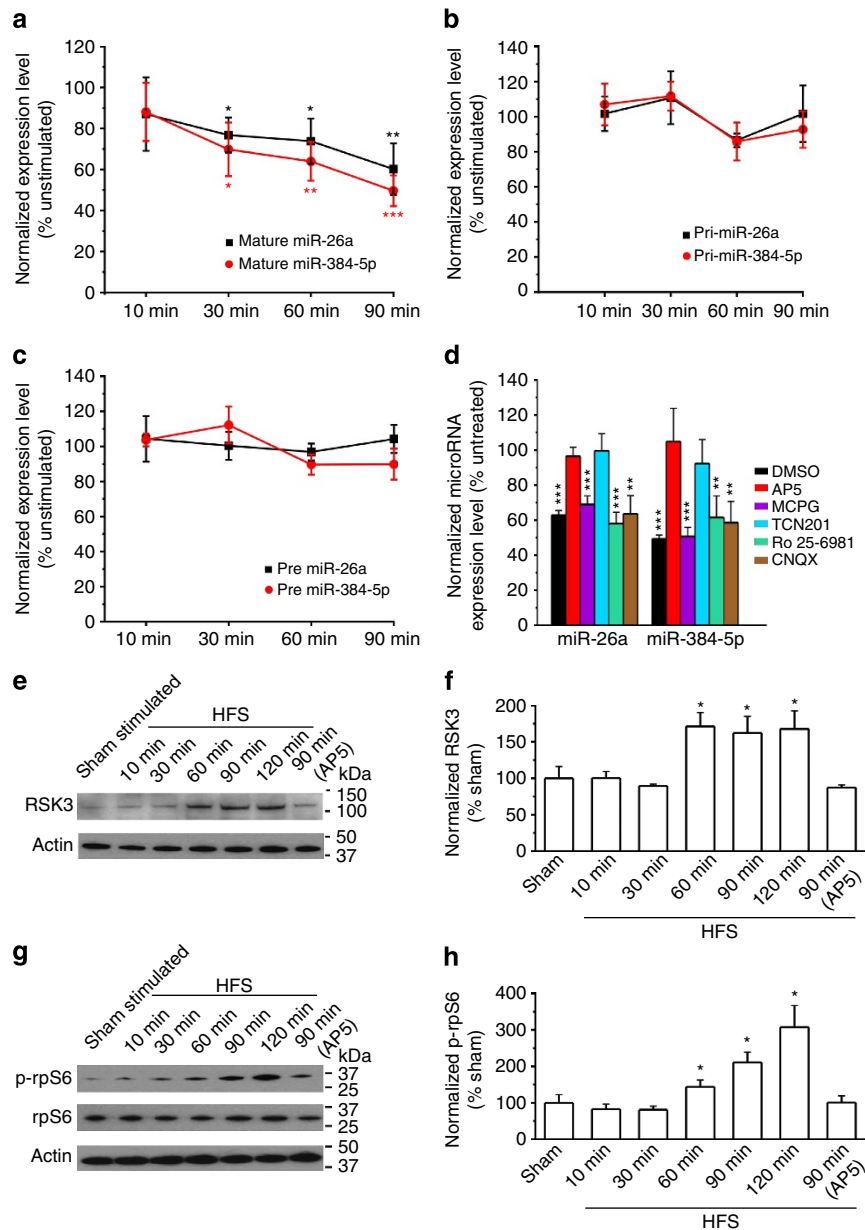 a
Normalized expression level
(% unstimulated)
120
100
80
60
40
20
0
*
*
**
*
**
***
Mature miR-26a
Mature miR-384-5p
10 min 30 min 60 min 90 min
b
Normalized expression level
(% unstimulated)
140
120
100
80
60
40
20
0
Pri-miR-26a
Pri-miR-384-5p
10 min 30 min 60 min 90 min
c
Normalized expression level
(% unstimulated)
140
120
100
80
60
40
20
0
Pre miR-26a
Pre miR-384-5p
10 min 30 min 60 min 90 min
d
Normalized microRNA
expression level (% untreated)
140
120
100
80
60
40
20
0
*** *** *** **
*** *** ** **
DMSO
AP5
MCPG
TCN201
Ro 25-6981
CNQX
miR-26a miR-384-5p
e
Sham stimulated
HFS
10 min
30 min
60 min
90 min
120 min
90 min
(AP5)
kDa
RSK3
150
100
Actin
50
37
f
Normalized RSK3
(% sham)
200
150
100
50
0
* * *
Sham
10 min
30 min
60 min
90 min
120 min
90 min
(AP5)
HFS
g
Sham stimulated
HFS
10 min
30 min
60 min
90 min
120 min
90 min
(AP5)
kDa
p-rpS6
37
25
rpS6
37
25
Actin
50
37
h
Normalized p-rpS6
(% sham)
400
300
200
100
0
* * *
Sham
10 min
30 min
60 min
90 min
120 min
90 min
(AP5)
HFS